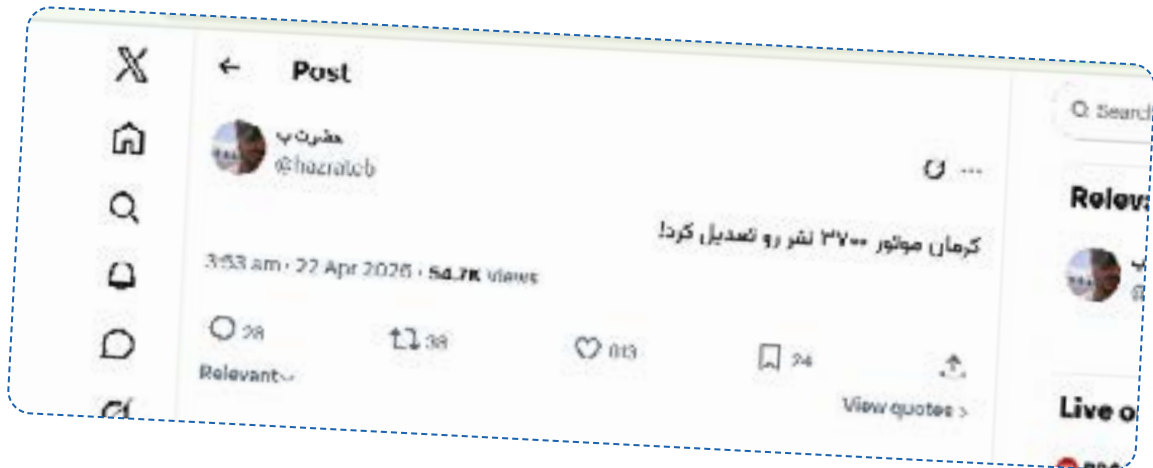 Post
حضرت ب
@hazrateb
کرمان موتور ۳۷۰۰ نفر رو تعدیل کرد!
3:53 am · 22 Apr 2026 · 54.7K Views
28
38
24
Relevant
View quotes
Search
Live o